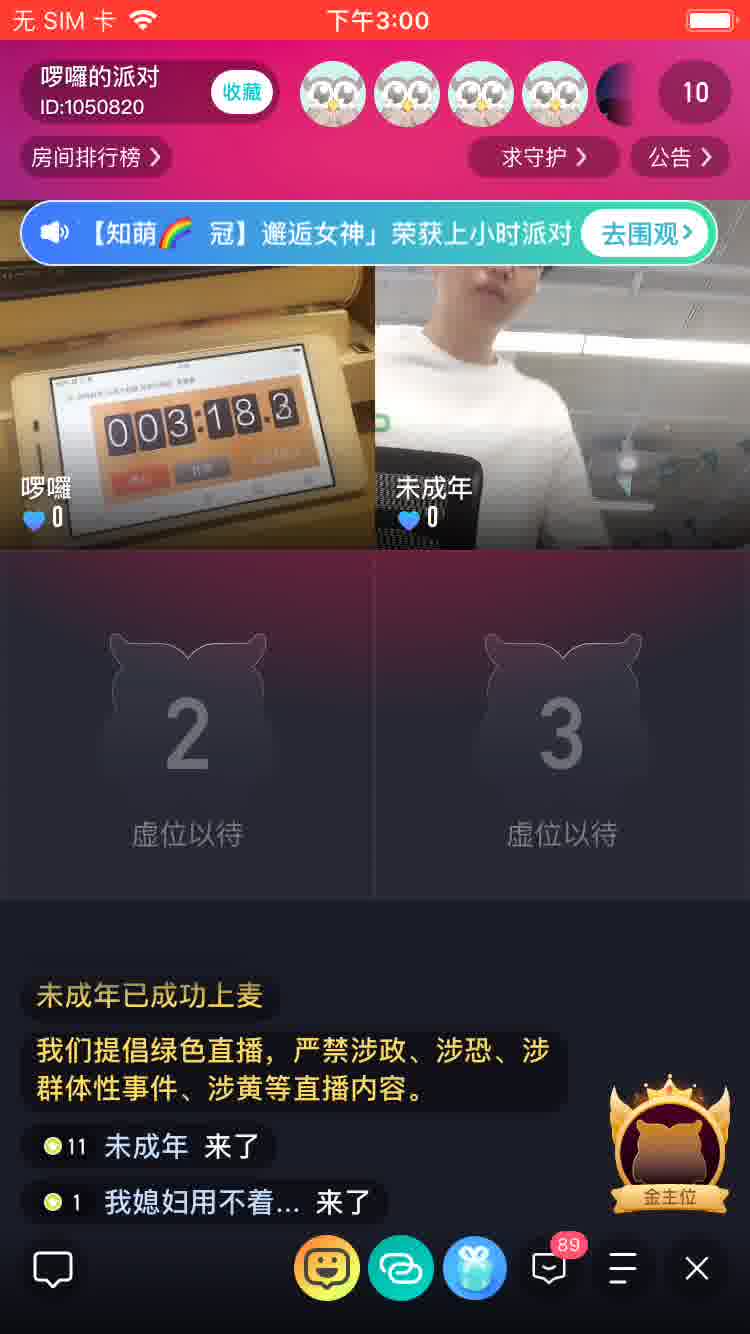 无 SIM 卡
下午3:00
啰囉的派对
ID:1050820
收藏
10
房间排行榜
求守护
公告
【知萌🌈 冠】邂逅女神」荣获上小时派对
去围观
003:18.3
啰囉
0
未成年
0
2
3
虚位以待
虚位以待
未成年已成功上麦
我们提倡绿色直播，严禁涉政、涉恐、涉
群体性事件、涉黄等直播内容。
11 未成年 来了
1 我媳妇用不着... 来了
金主位
89